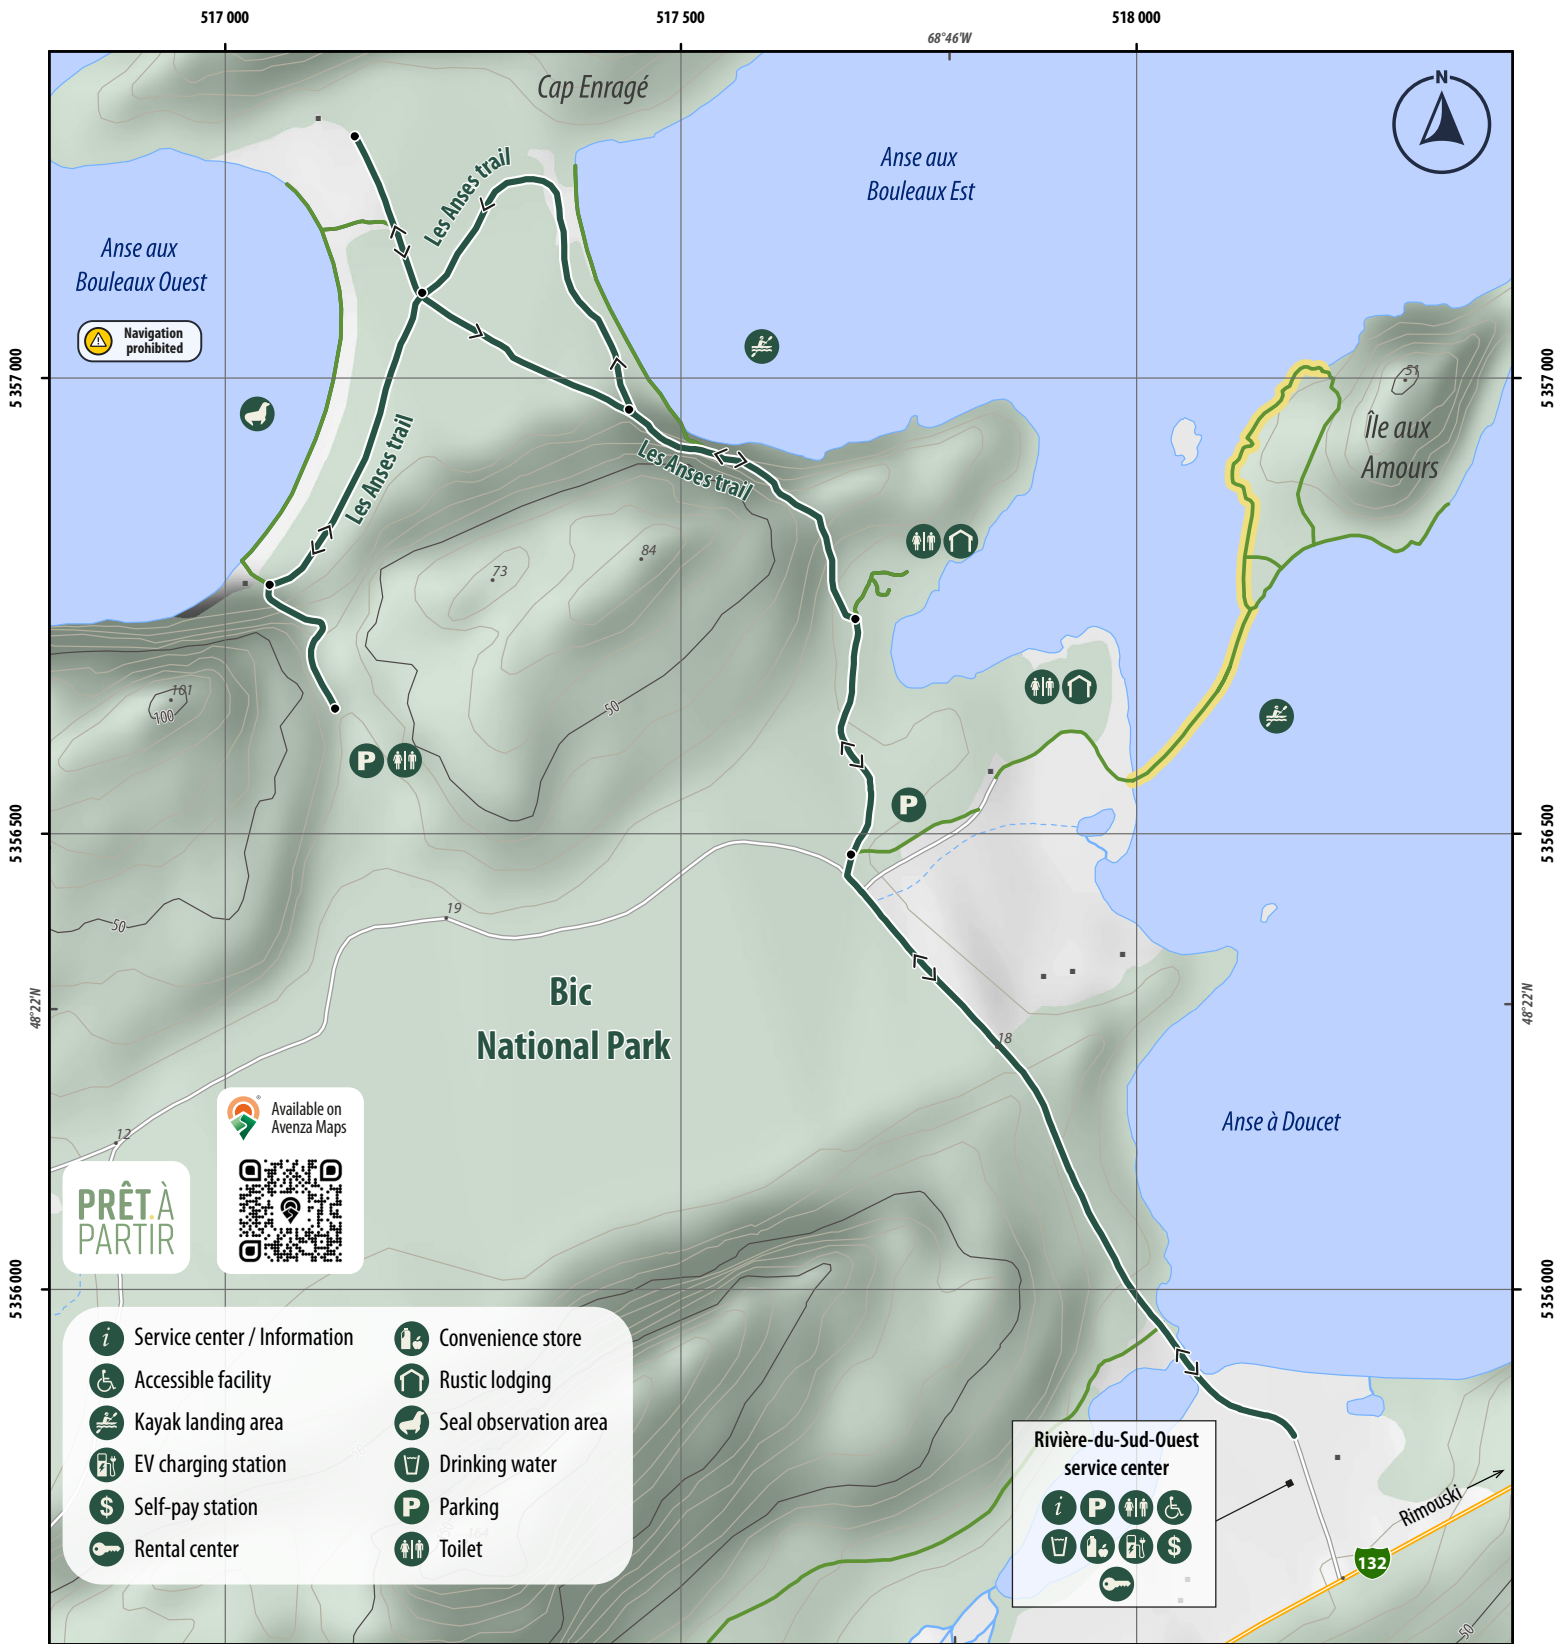 517 000
517 500
518 000
68°46'W
N
Cap Enragé
Anse aux
Bouleaux Est
Les Anses trail
Anse aux
Bouleaux Ouest
Navigation
prohibited
5 357 000
5 357 000
51
Île aux
Amours
Les Anses trail
Les Anses trail
84
73
101
100
50
P
P
5 356 500
5 356 500
19
50
Bic
National Park
48°22'N
48°22'N
18
Available on
Avenza Maps
12
Anse à Doucet
PRÊT.À
PARTIR
5 356 000
5 356 000
i Service center / Information
Accessible facility
Kayak landing area
EV charging station
$ Self-pay station
Rental center
Convenience store
Rustic lodging
Seal observation area
Drinking water
P Parking
Toilet
Rivière-du-Sud-Ouest
service center
i P
$
Rimouski
132
50